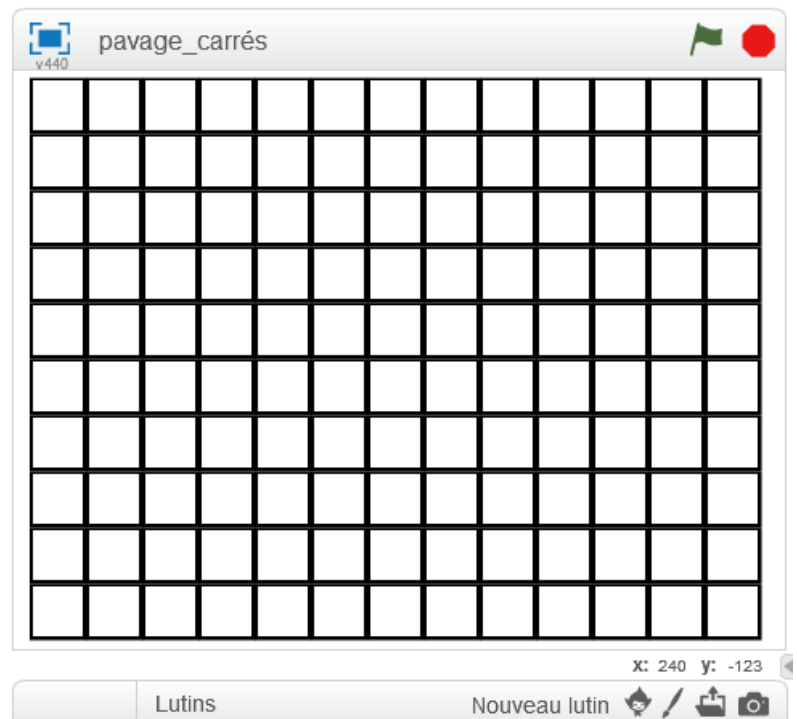 pavage_carrés
v440
x: 240 y: -123
Lutins
Nouveau lutin